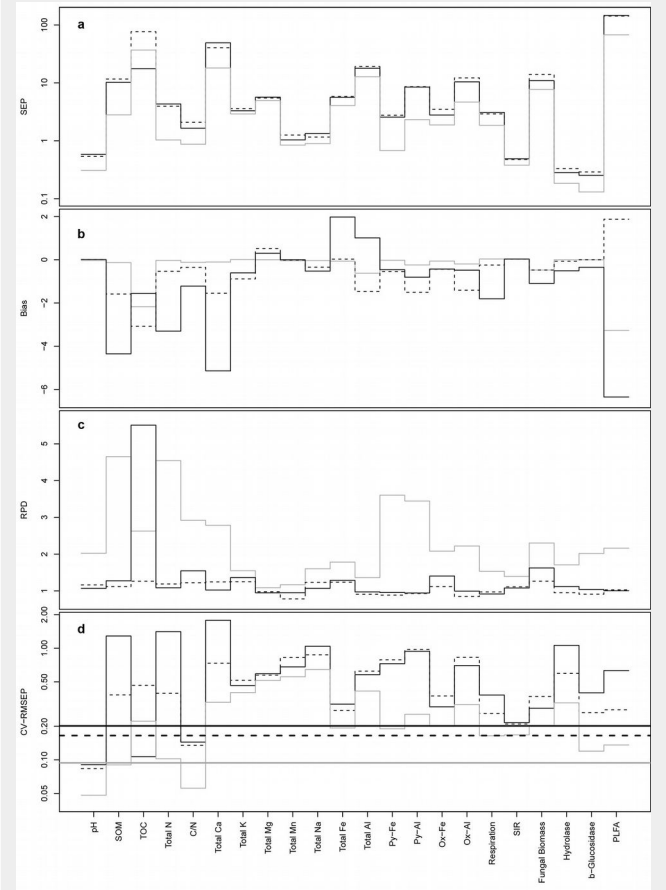 a
100
10
1
0.1
SEP
b
2
0
−2
−4
−6
Bias
c
5
4
3
2
1
RPD
d
2.00
1.00
0.50
0.20
0.10
0.05
CV−RMSEP
pH
SOM
TOC
Total N
C/N
Total Ca
Total K
Total Mg
Total Mn
Total Na
Total Fe
Total Al
Py−Fe
Py−Al
Ox−Fe
Ox−Al
Respiration
SIR
Fungal Biomass
Hydrolase
b−Glucosidase
PLFA